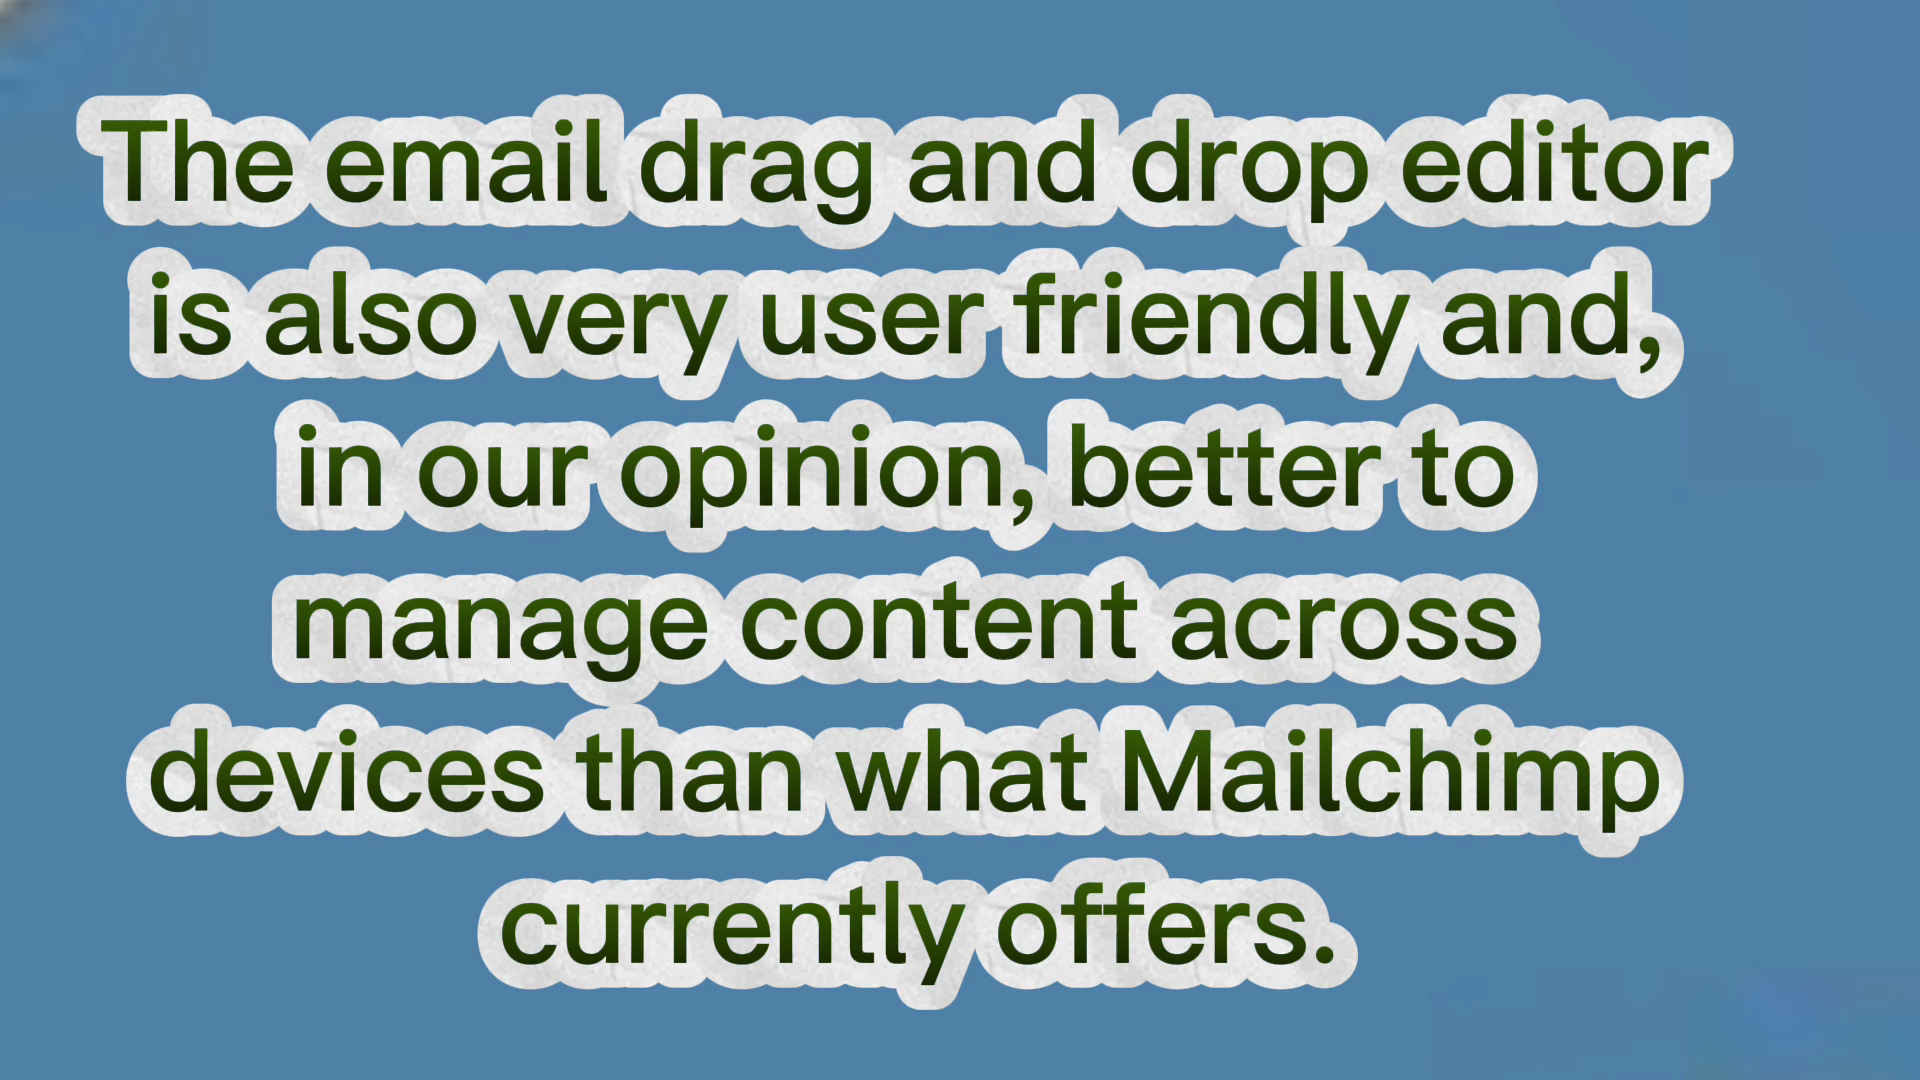 The email drag and drop editor
is also very user friendly and,
in our opinion, better to
manage content across
devices than what Mailchimp
currently offers.